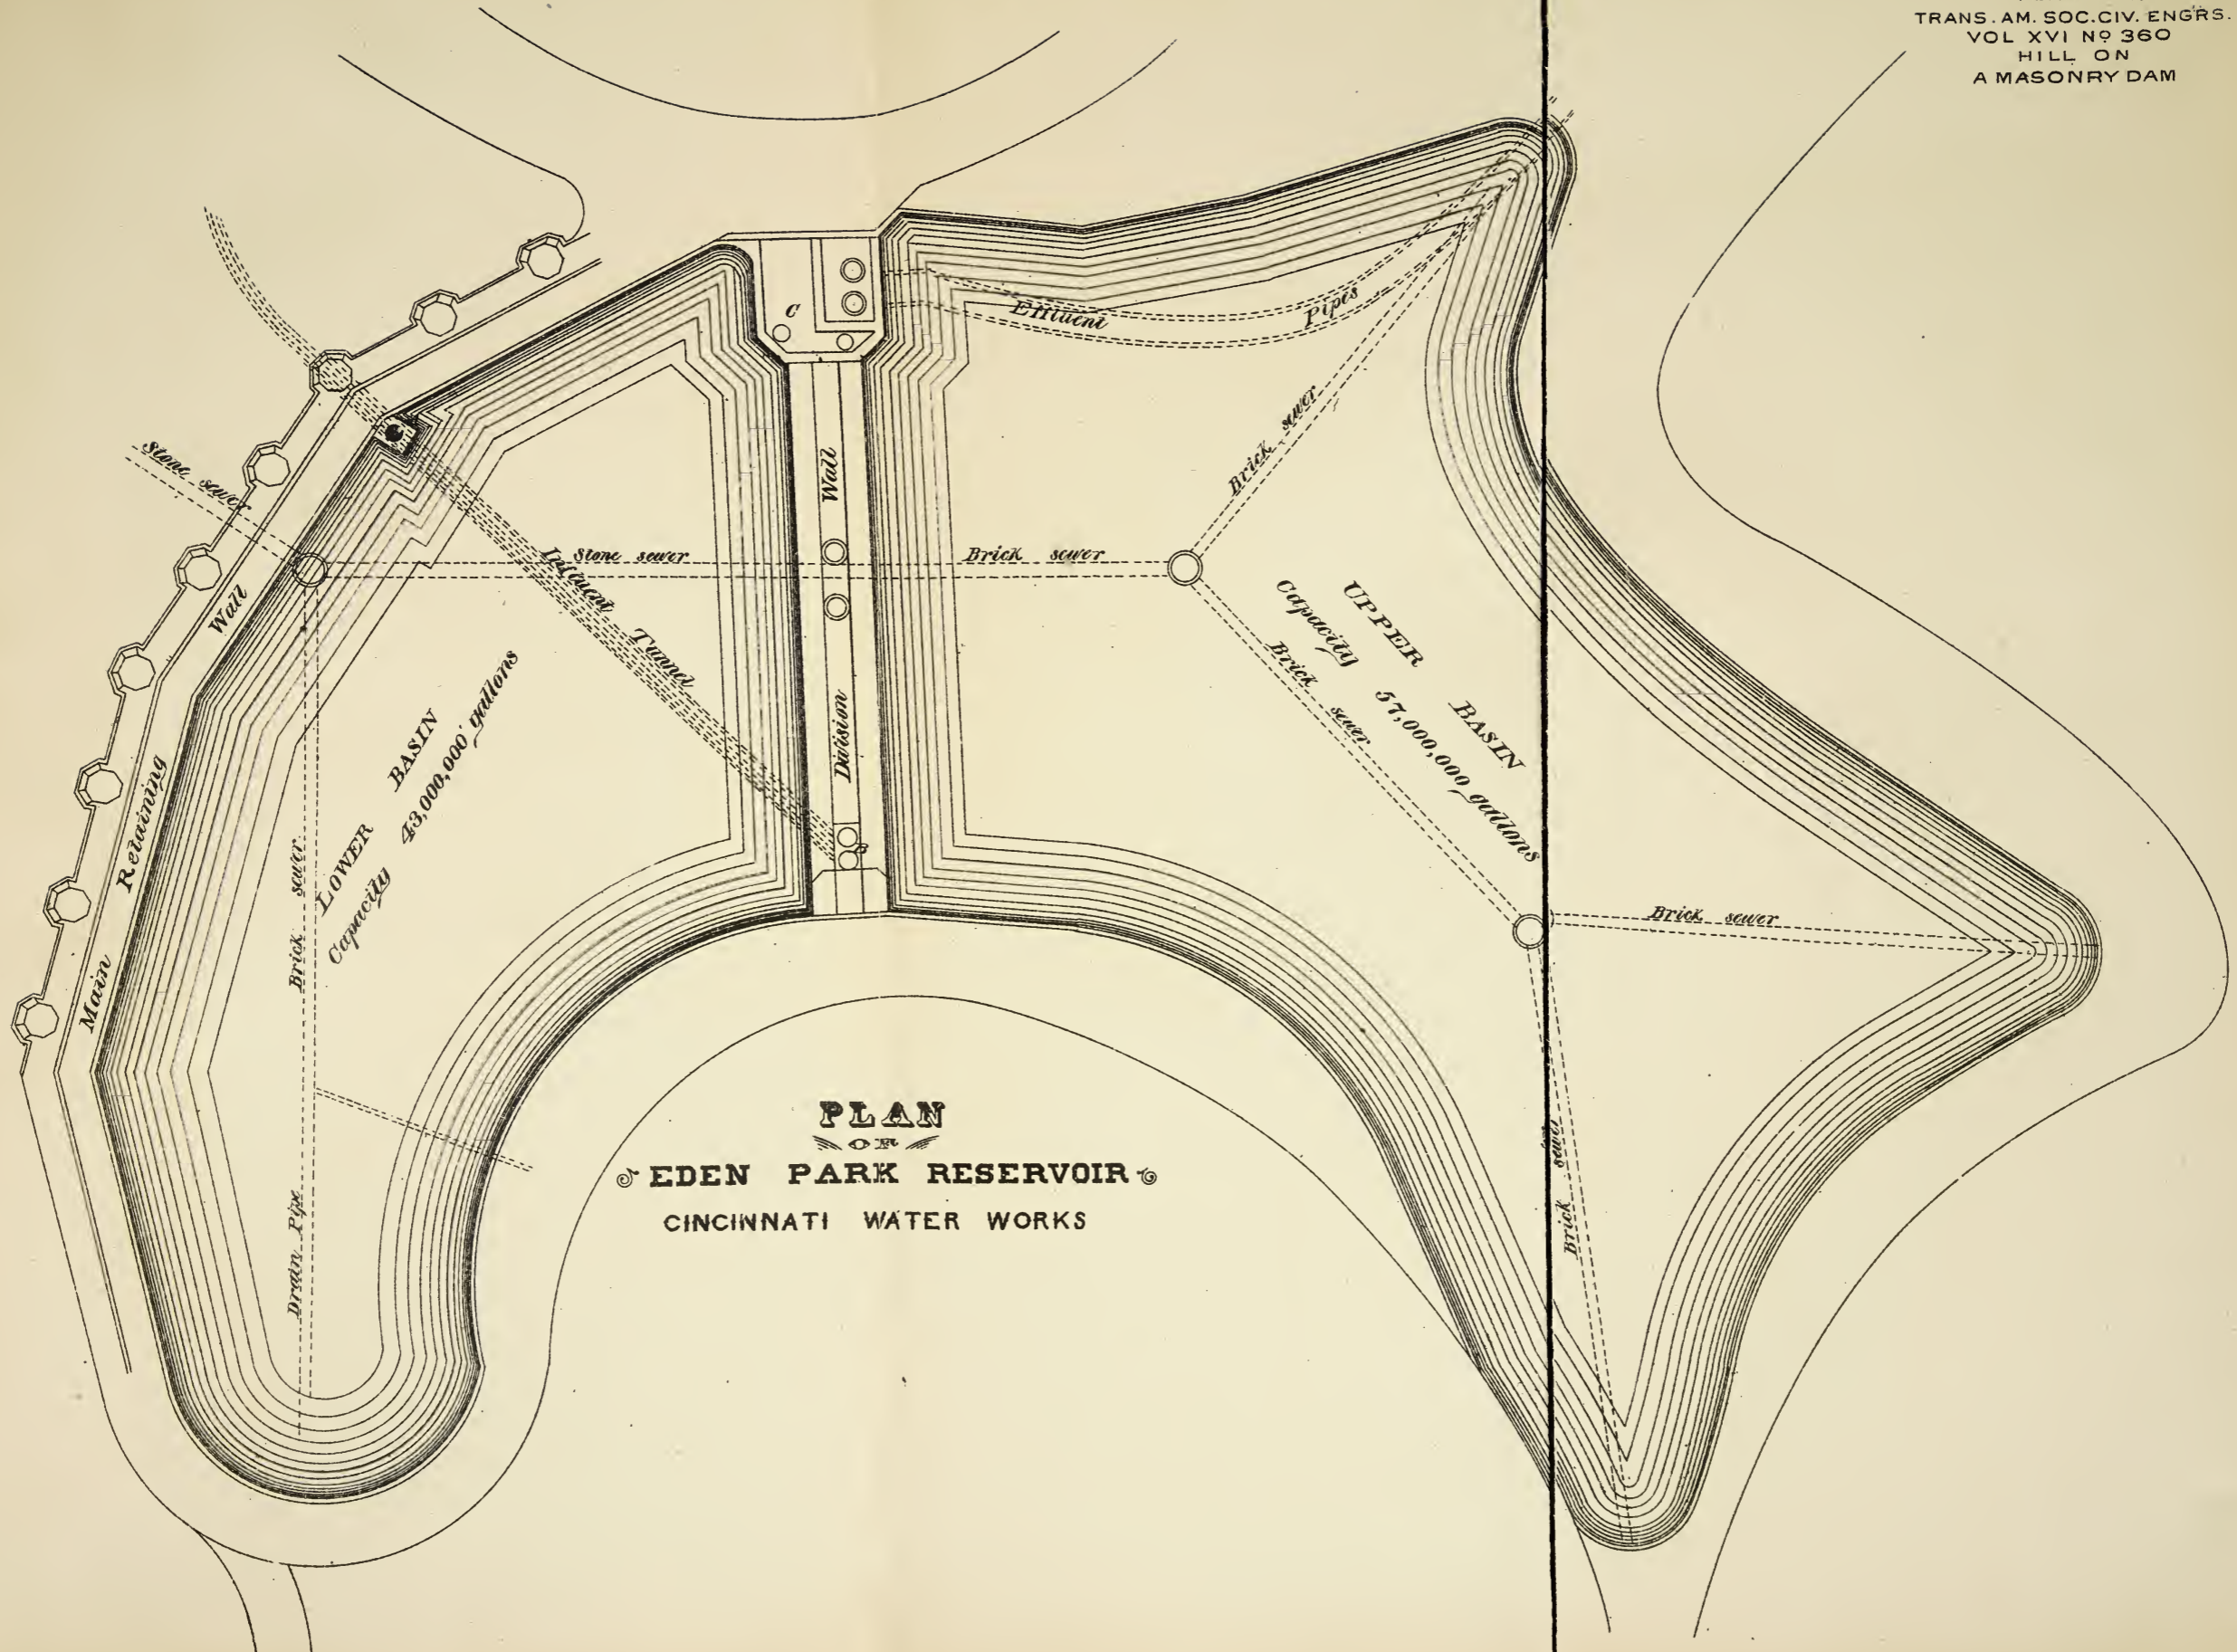 TRANS. AM. SOC. CIV. ENGRS.
VOL XVI Nº 360
HILL ON
A MASONRY DAM
C
Effluent Pipes
Stone sewer
Brick sewer
Wall
Stone sewer
Brick sewer
Influent Tunnel
UPPER BASIN
Capacity 57,000,000 gallons
Brick sewer
Main Retaining Wall
LOWER BASIN
Capacity 43,000,000 gallons
Division
B
Brick sewer
Brick sewer
Drain Pipe
Brick sewer
PLAN
OF
EDEN PARK RESERVOIR
CINCINNATI WATER WORKS